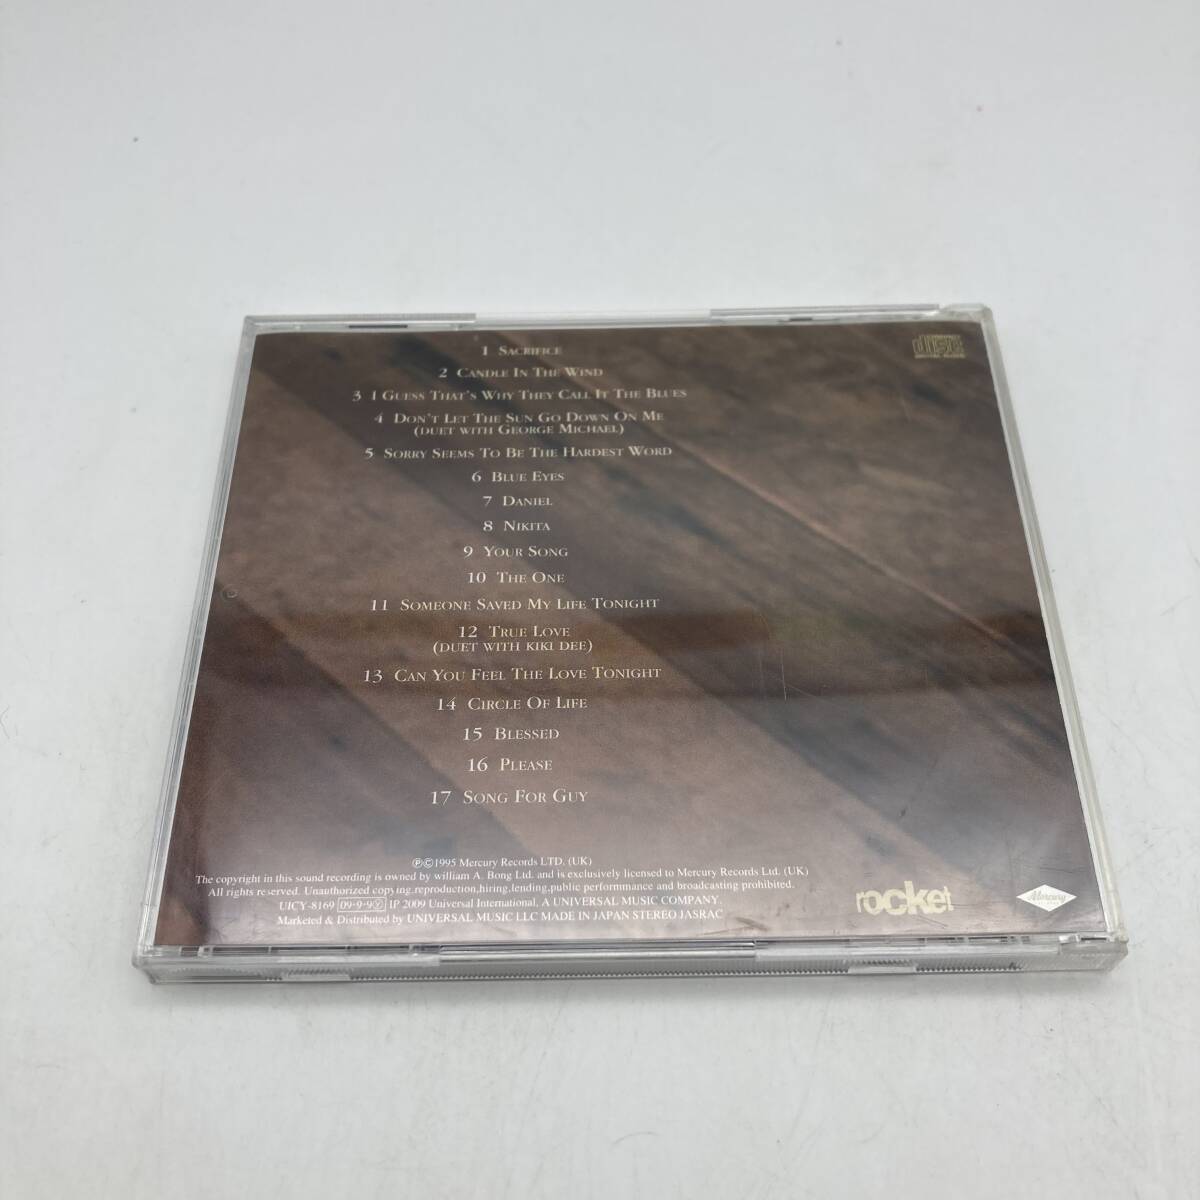 disc
DIGITAL AUDIO
1 SACRIFICE
2 CANDLE IN THE WIND
3 I GUESS THAT'S WHY THEY CALL IT THE BLUES
4 DON'T LET THE SUN GO DOWN ON ME
(DUET WITH GEORGE MICHAEL)
5 SORRY SEEMS TO BE THE HARDEST WORD
6 BLUE EYES
7 DANIEL
8 NIKITA
9 YOUR SONG
10 THE ONE
11 SOMEONE SAVED MY LIFE TONIGHT
12 TRUE LOVE
(DUET WITH KIKI DEE)
13 CAN YOU FEEL THE LOVE TONIGHT
14 CIRCLE OF LIFE
15 BLESSED
16 PLEASE
17 SONG FOR GUY
℗©1995 Mercury Records LTD. (UK)
The copyright in this sound recording is owned by william A. Bong Ltd. and is exclusively licensed to Mercury Records Ltd. (UK)
All rights reserved. Unauthorized copying,reproduction,hiring,lending,public performmance and broadcasting prohibited.
UICY-8169 09-9-9Ⓨ IP 2009 Universal International, A UNIVERSAL MUSIC COMPANY.
Marketed & Distributed by UNIVERSAL MUSIC LLC MADE IN JAPAN STEREO JASRAC
rocket
Mercury